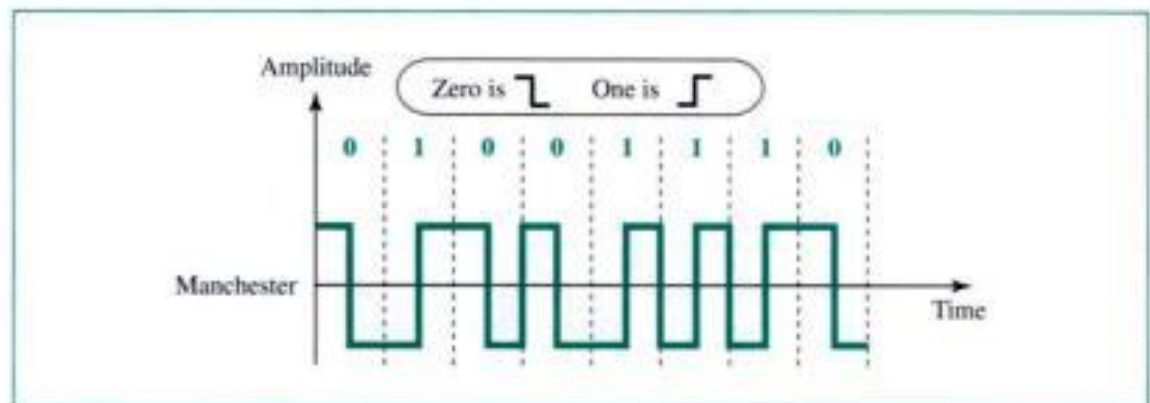 Amplitude
Zero is One is
0 1 0 0 1 1 1 0
Manchester
Time